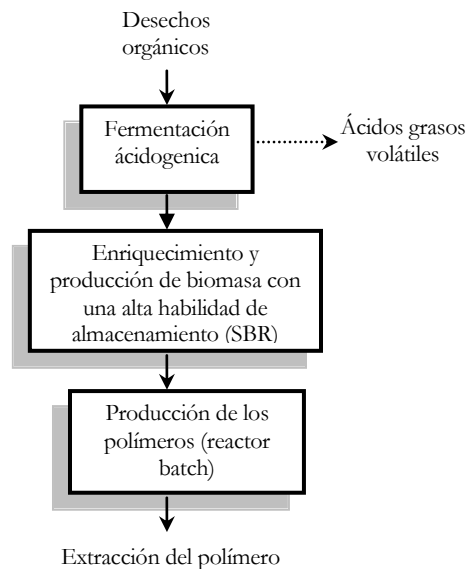 Desechos
orgánicos
Fermentación
ácidogenica
Ácidos grasos
volátiles
Enriquecimiento y
producción de biomasa con
una alta habilidad de
almacenamiento (SBR)
Producción de los
polímeros (reactor
batch)
Extracción del polímero